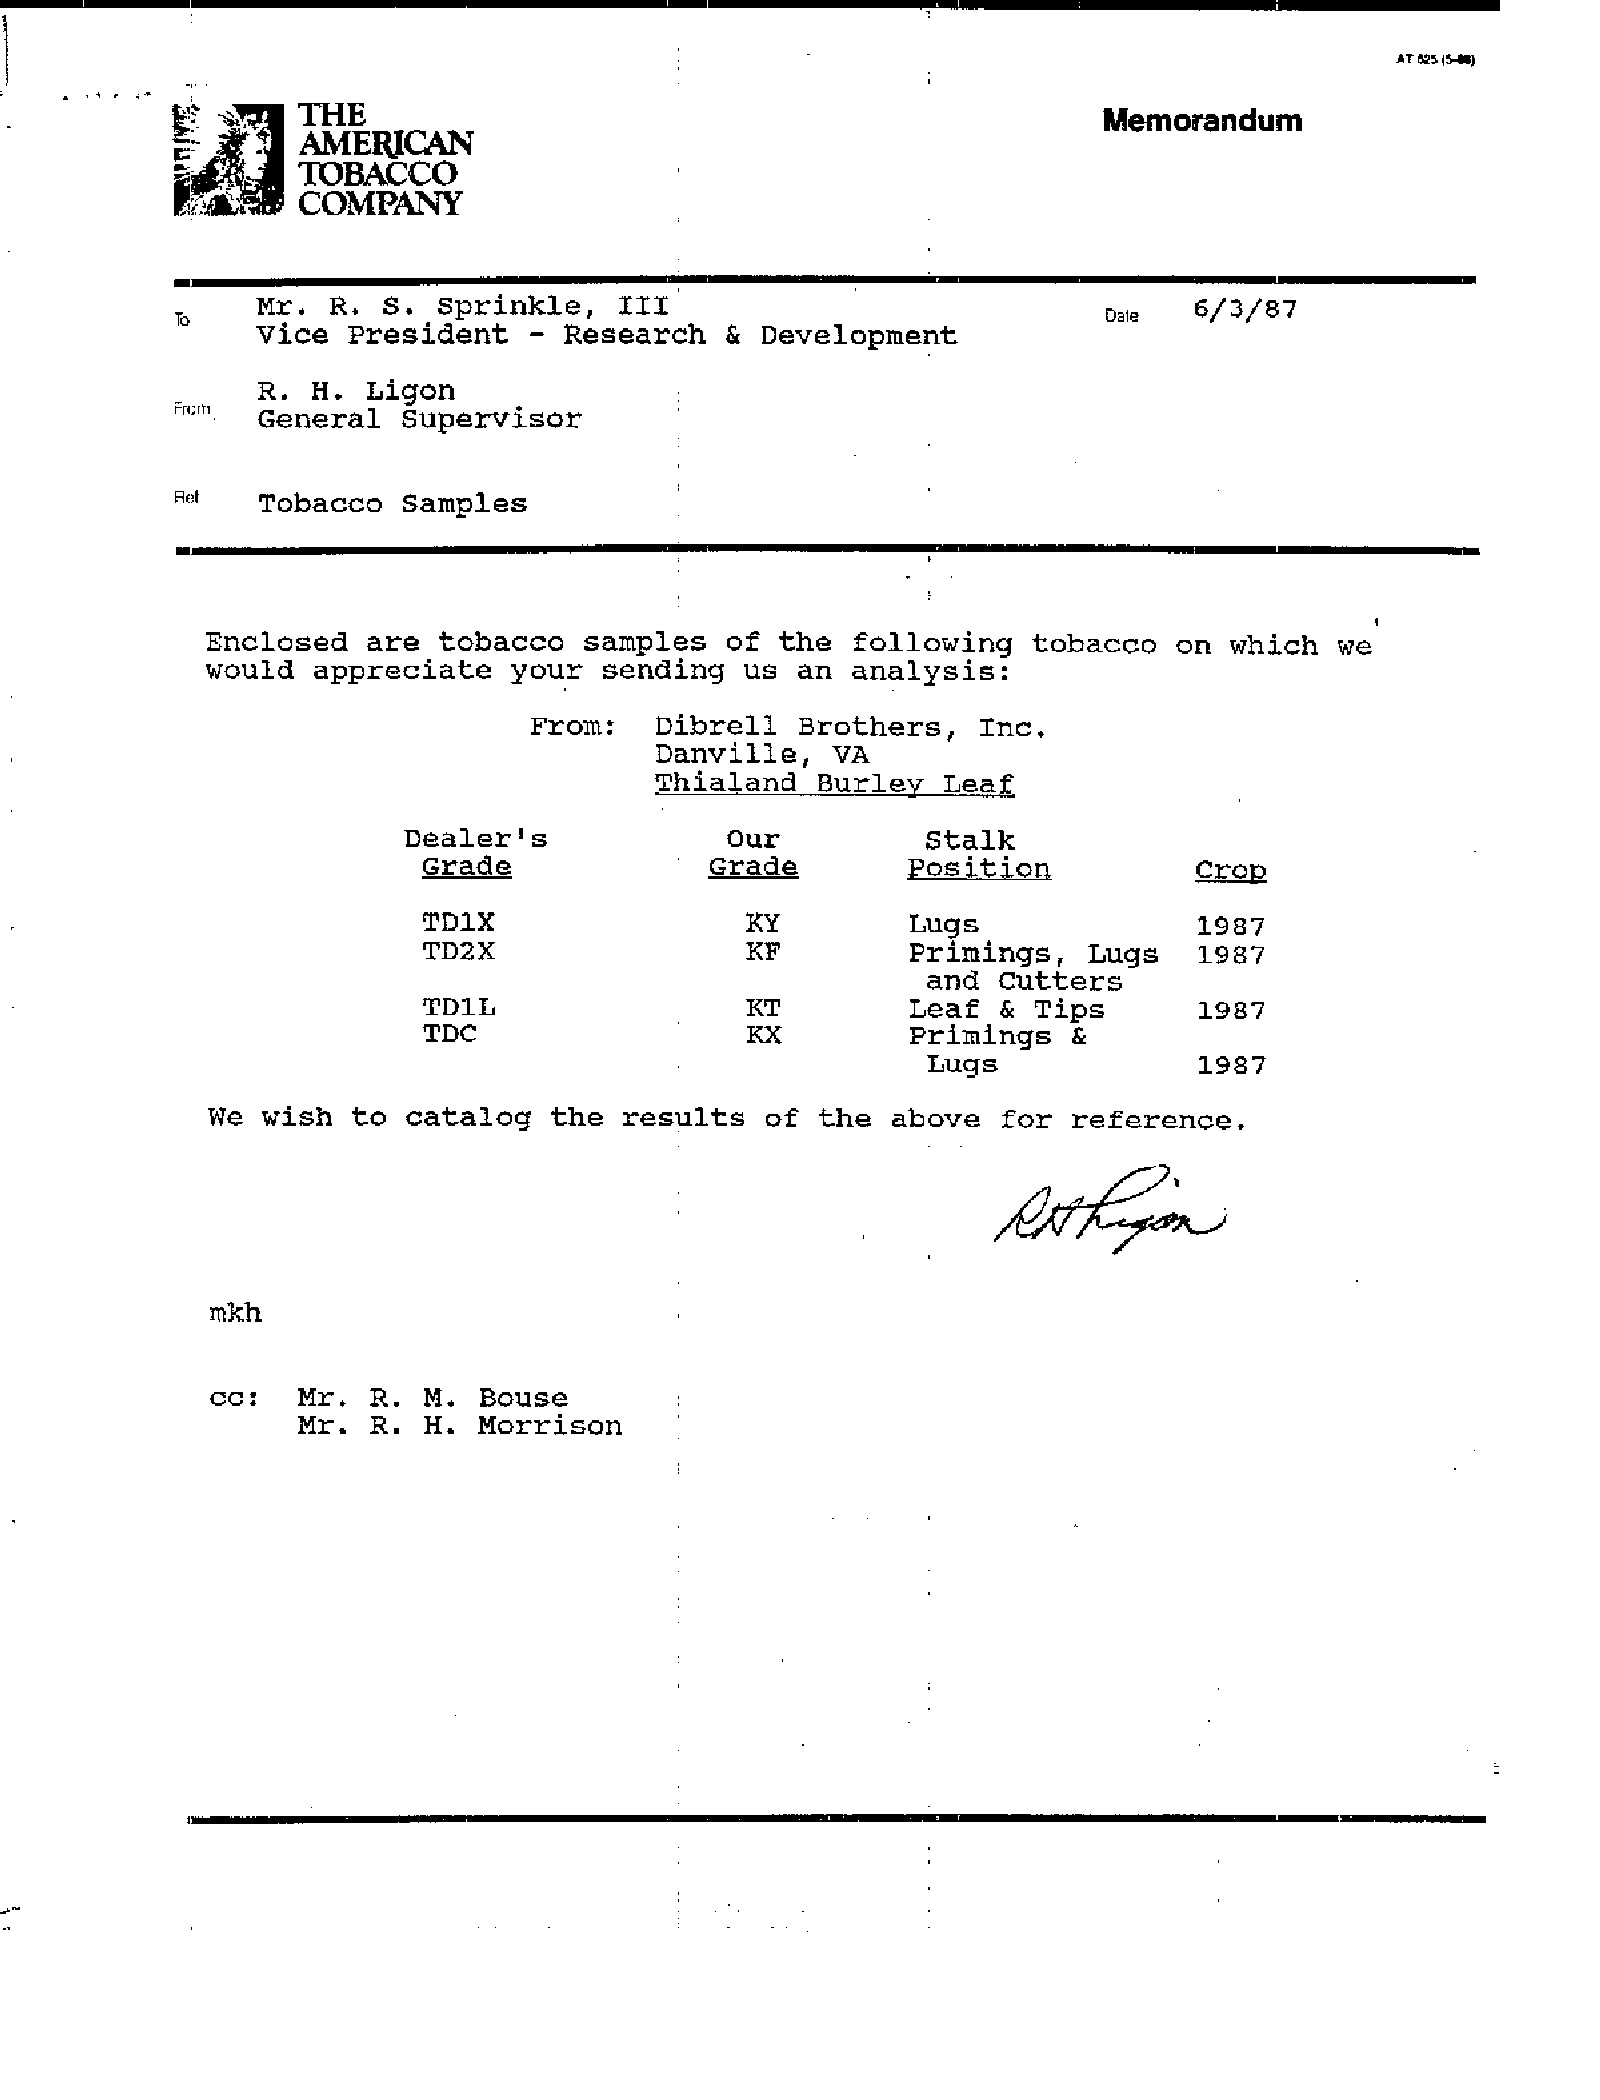 AT 825 (5-86)
THE
AMERICAN
TOBACCO
COMPANY
Memorandum
To Mr. R. S. Sprinkle, III
Vice President - Research & Development
Date 6/3/87
From R. H. Ligon
General Supervisor
Ref Tobacco Samples
Enclosed are tobacco samples of the following tobacco on which we
would appreciate your sending us an analysis:
From: Dibrell Brothers, Inc.
Danville, VA
Thialand Burley Leaf
Dealer's Our Stalk
Grade Grade Position Crop
TD1X KY Lugs 1987
TD2X KF Primings, Lugs 1987
and Cutters
TD1L KT Leaf & Tips 1987
TDC KX Primings &
Lugs 1987
We wish to catalog the results of the above for reference.
RHLigon
mkh
cc: Mr. R. M. Bouse
Mr. R. H. Morrison